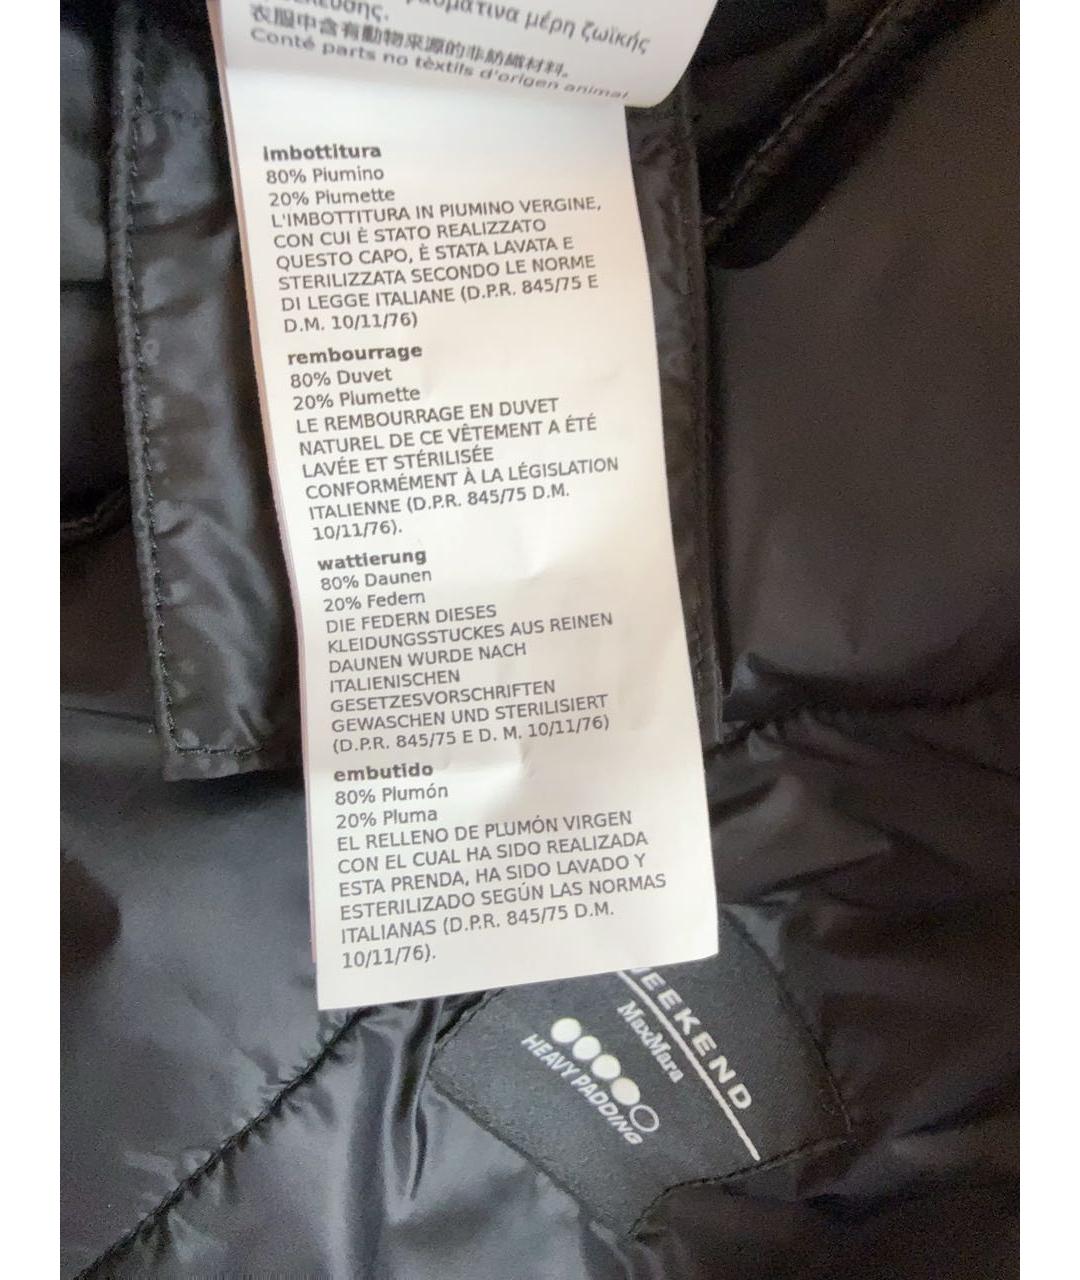 μέρη ζωϊκής
衣服中含有動物來源的非紡織材料。
Conté parts no tèxtils d'origen animal
imbottitura
80% Piumino
20% Piumette
L'IMBOTTITURA IN PIUMINO VERGINE,
CON CUI È STATO REALIZZATO
QUESTO CAPO, È STATA LAVATA E
STERILIZZATA SECONDO LE NORME
DI LEGGE ITALIANE (D.P.R. 845/75 E
D.M. 10/11/76)
rembourrage
80% Duvet
20% Plumette
LE REMBOURRAGE EN DUVET
NATUREL DE CE VÊTEMENT A ÉTÉ
LAVÉE ET STÉRILISÉE
CONFORMÉMENT À LA LÉGISLATION
ITALIENNE (D.P.R. 845/75 D.M.
10/11/76).
wattierung
80% Daunen
20% Federn
DIE FEDERN DIESES
KLEIDUNGSSTUCKES AUS REINEN
DAUNEN WURDE NACH
ITALIENISCHEN
GESETZESVORSCHRIFTEN
GEWASCHEN UND STERILISIERT
(D.P.R. 845/75 E D. M. 10/11/76)
embutido
80% Plumón
20% Pluma
EL RELLENO DE PLUMÓN VIRGEN
CON EL CUAL HA SIDO REALIZADA
ESTA PRENDA, HA SIDO LAVADO Y
ESTERILIZADO SEGÚN LAS NORMAS
ITALIANAS (D.P.R. 845/75 D.M.
10/11/76).
WEEKEND
MaxMara
HEAVY PADDING